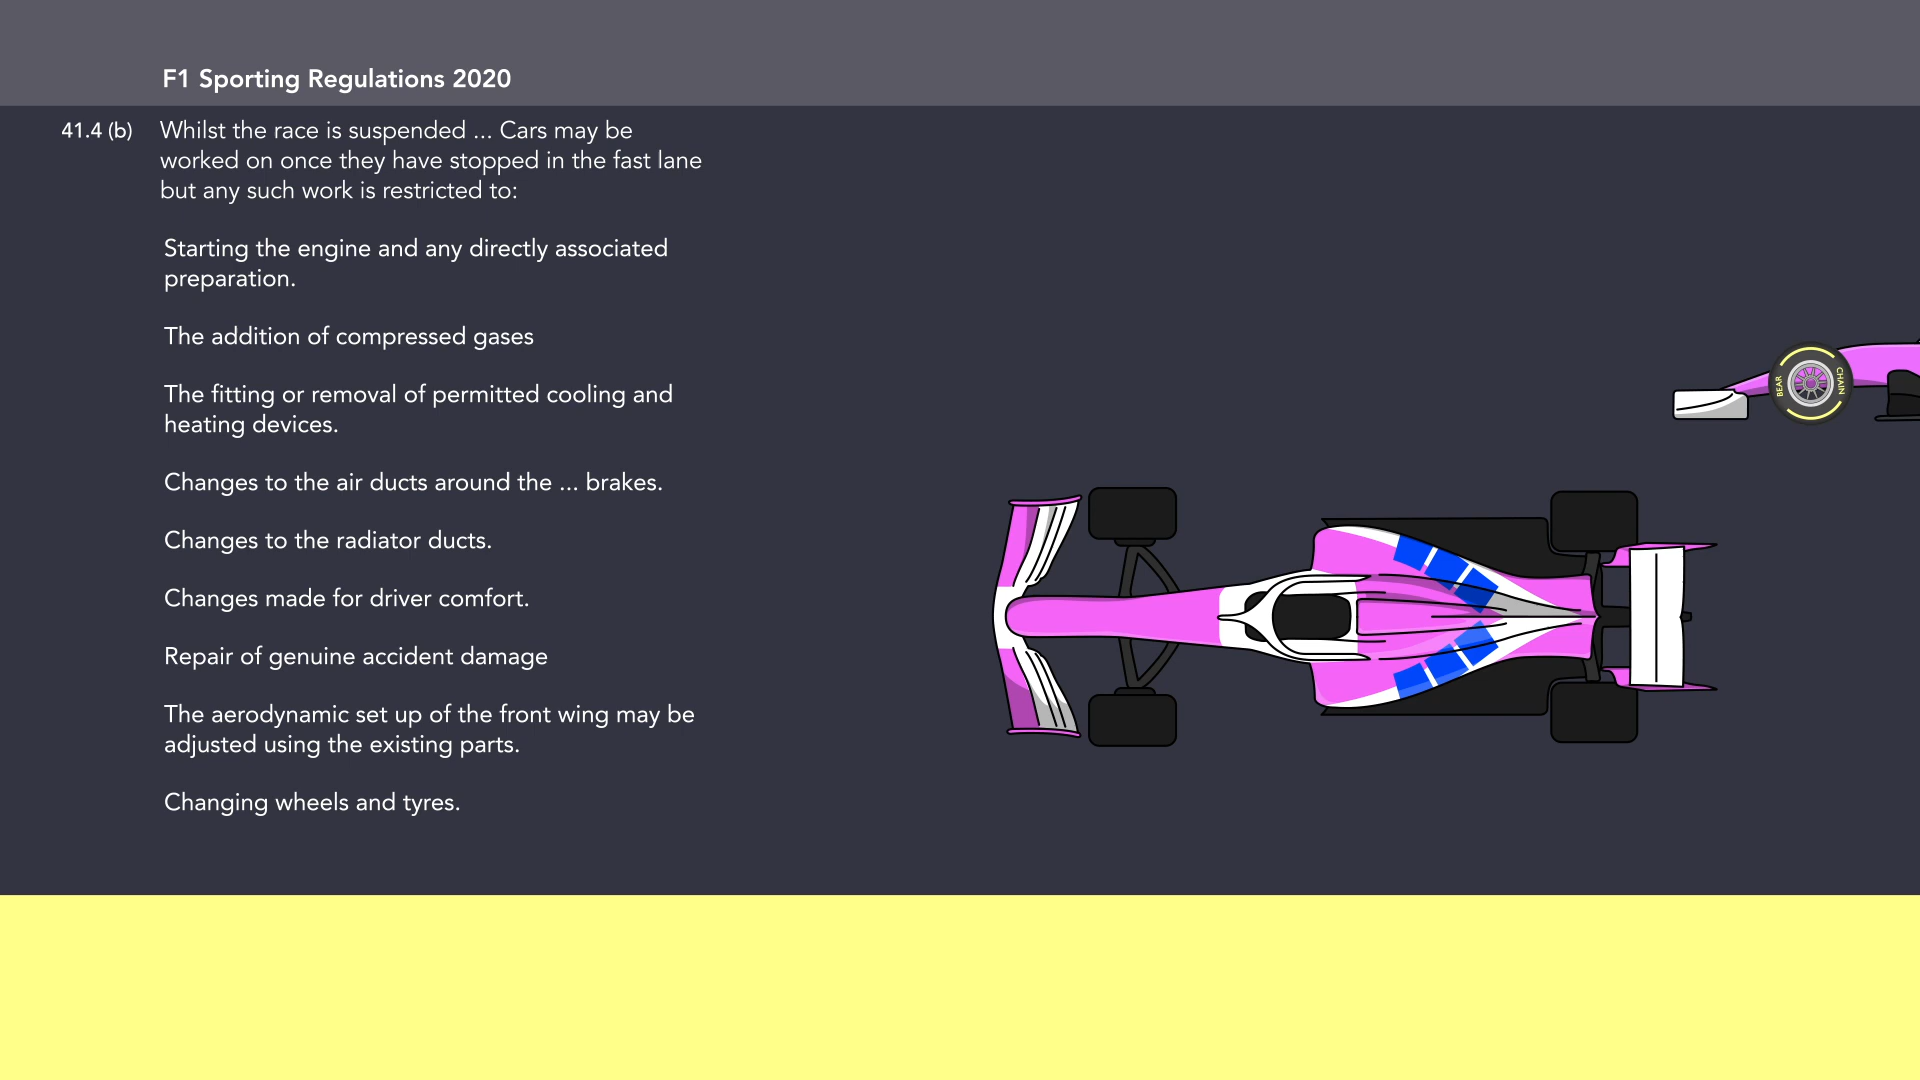 F1 Sporting Regulations 2020
41.4 (b) Whilst the race is suspended ... Cars may be
worked on once they have stopped in the fast lane
but any such work is restricted to:
Starting the engine and any directly associated
preparation.
The addition of compressed gases
The fitting or removal of permitted cooling and
heating devices.
Changes to the air ducts around the ... brakes.
Changes to the radiator ducts.
Changes made for driver comfort.
Repair of genuine accident damage
The aerodynamic set up of the front wing may be
adjusted using the existing parts.
Changing wheels and tyres.
BEAR
CHAIN